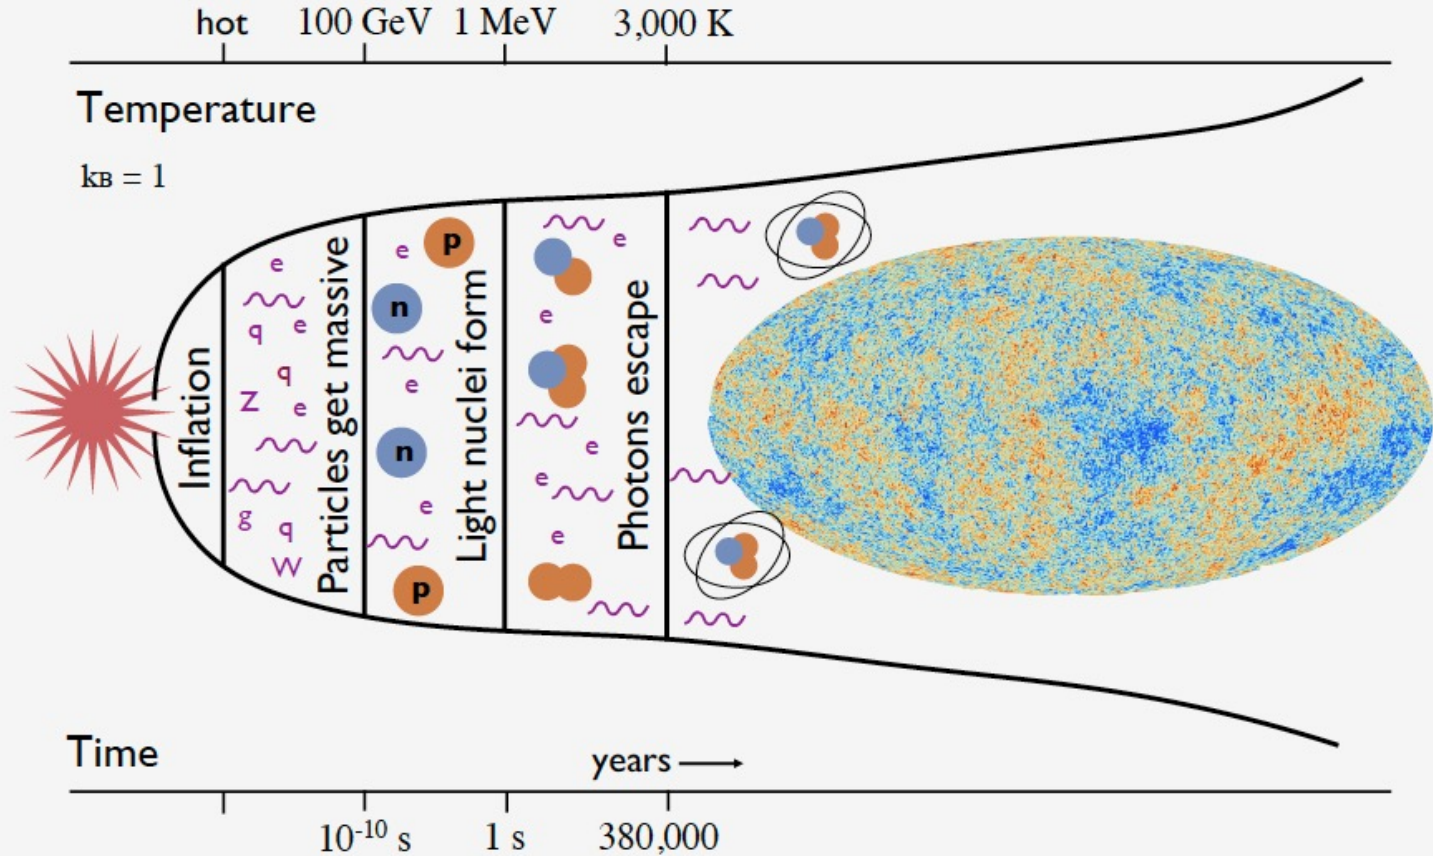 hot 100 GeV 1 MeV 3,000 K
Temperature
kB = 1
Inflation
e
q e
q
Z e
g q
W
Particles get massive
e p
n
e
n
e
p
Light nuclei form
e
e
e
e
e
Photons escape
Time
years
10⁻¹⁰ s 1 s 380,000